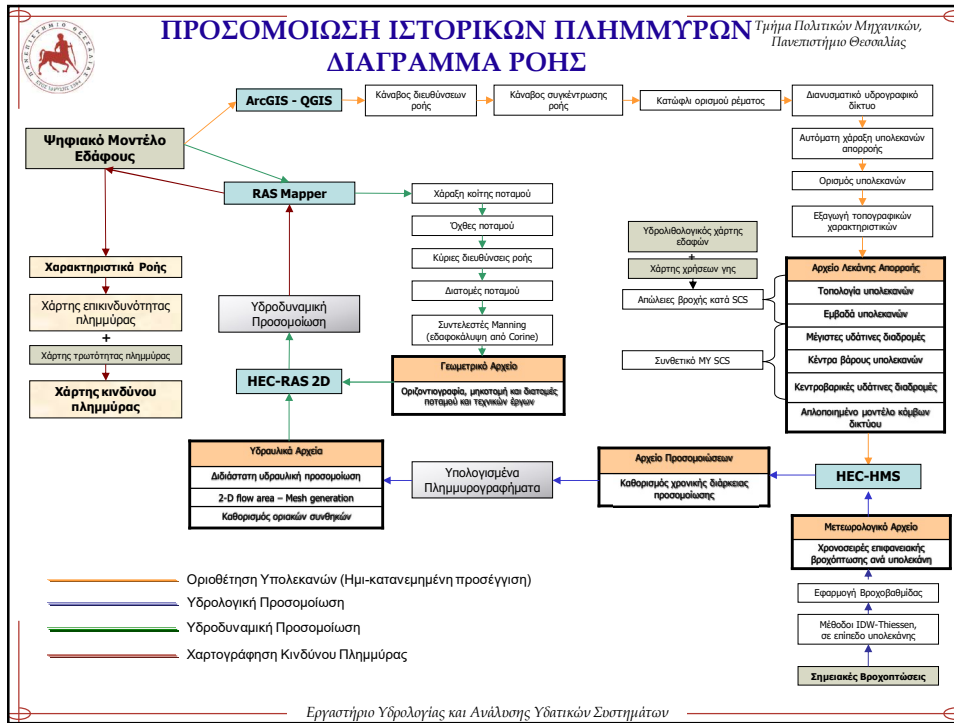 ΠΡΟΣΟΜΟΙΩΣΗ ΙΣΤΟΡΙΚΩΝ ΠΛΗΜΜΥΡΩΝ
ΔΙΑΓΡΑΜΜΑ ΡΟΗΣ
Τμήμα Πολιτικών Μηχανικών,
Πανεπιστήμιο Θεσσαλίας
ArcGIS - QGIS
Κάναβος διευθύνσεων
ροής
Κάναβος συγκέντρωσης
ροής
Κατώφλι ορισμού ρέματος
Διανυσματικό υδρογραφικό
δίκτυο
Αυτόματη χάραξη υπολεκανών
απορροής
Ορισμός υπολεκανών
Εξαγωγή τοπογραφικών
χαρακτηριστικών
Ψηφιακό Μοντέλο
Εδάφους
RAS Mapper
Χάραξη κοίτης ποταμού
Όχθες ποταμού
Κύριες διευθύνσεις ροής
Διατομές ποταμού
Συντελεστές Manning
(εδαφοκάλυψη από Corine)
Γεωμετρικό Αρχείο
Οριζοντιογραφία, μηκοτομή και διατομές
ποταμού και τεχνικών έργων
Υδρολιθολογικός χάρτης
εδαφών
+
Χάρτης χρήσεων γης
Απώλειες βροχής κατά SCS
Συνθετικό ΜΥ SCS
Αρχείο Λεκάνης Απορροής
Τοπολογία υπολεκανών
Εμβαδά υπολεκανών
Μέγιστες υδάτινες διαδρομές
Κέντρα βάρους υπολεκανών
Κεντροβαρικές υδάτινες διαδρομές
Απλοποιημένο μοντέλο κόμβων
δικτύου
Χαρακτηριστικά Ροής
Χάρτης επικινδυνότητας
πλημμύρας
+
Χάρτης τρωτότητας πλημμύρας
Χάρτης κινδύνου
πλημμύρας
Υδροδυναμική
Προσομοίωση
HEC-RAS 2D
Υδραυλικά Αρχεία
Διδιάστατη υδραυλική προσομοίωση
2-D flow area – Mesh generation
Καθορισμός οριακών συνθηκών
Υπολογισμένα
Πλημμυρογραφήματα
Αρχείο Προσομοιώσεων
Καθορισμός χρονικής διάρκειας
προσομοίωσης
HEC-HMS
Μετεωρολογικό Αρχείο
Χρονοσειρές επιφανειακής
βροχόπτωσης ανά υπολεκάνη
Εφαρμογή Βροχοβαθμίδας
Μέθοδοι IDW-Thiessen,
σε επίπεδο υπολεκάνης
Σημειακές Βροχοπτώσεις
Οριοθέτηση Υπολεκανών (Ημι-κατανεμημένη προσέγγιση)
Υδρολογική Προσομοίωση
Υδροδυναμική Προσομοίωση
Χαρτογράφηση Κινδύνου Πλημμύρας
Εργαστήριο Υδρολογίας και Ανάλυσης Υδατικών Συστημάτων